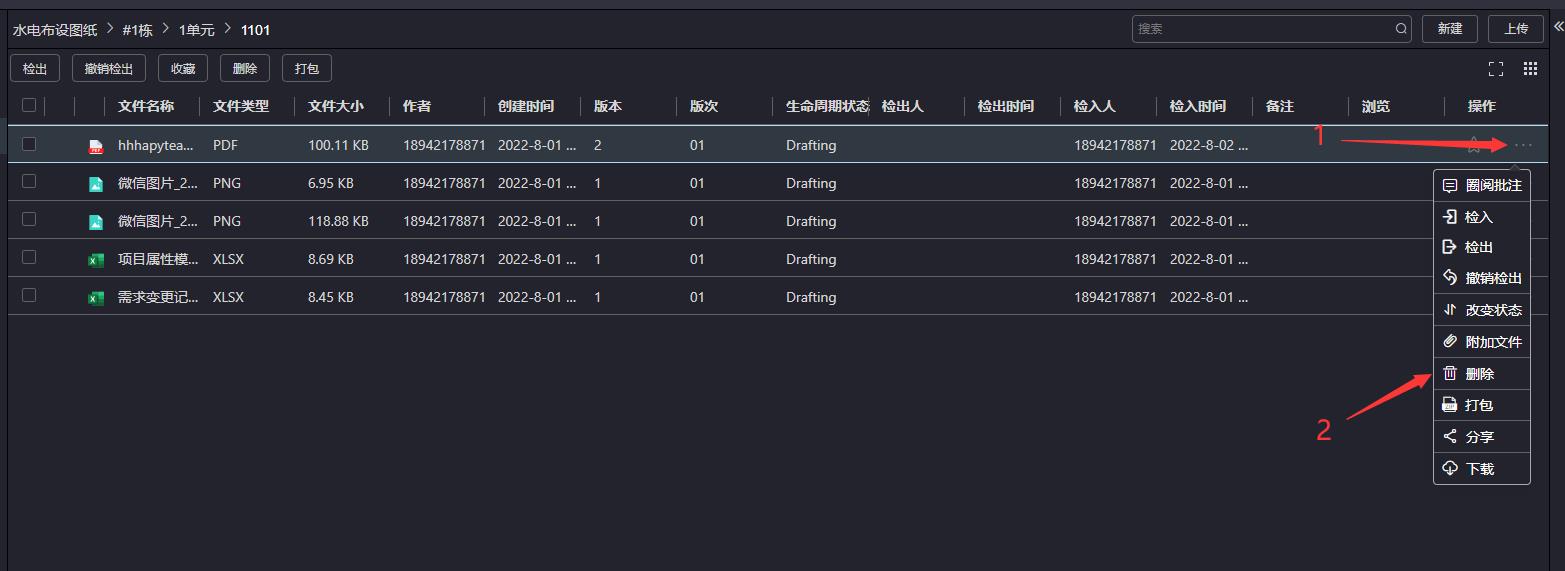 水电布设图纸 > #1栋 > 1单元 > 1101 搜索 新建 上传
检出 撤销检出 收藏 删除 打包
文件名称 文件类型 文件大小 作者 创建时间 版本 版次 生命周期状态 检出人 检出时间 检入人 检入时间 备注 浏览 操作
hhhapytea... PDF 100.11 KB 18942178871 2022-8-01 ... 2 01 Drafting 18942178871 2022-8-02 ... 1 ...
微信图片_2... PNG 6.95 KB 18942178871 2022-8-01 ... 1 01 Drafting 18942178871 2022-8-01 ...
微信图片_2... PNG 118.88 KB 18942178871 2022-8-01 ... 1 01 Drafting 18942178871 2022-8-01 ...
项目属性模... XLSX 8.69 KB 18942178871 2022-8-01 ... 1 01 Drafting 18942178871 2022-8-01 ...
需求变更记... XLSX 8.45 KB 18942178871 2022-8-01 ... 1 01 Drafting 18942178871 2022-8-01 ...
圈阅批注
检入
检出
撤销检出
改变状态
附加文件
删除
2
打包
分享
下载